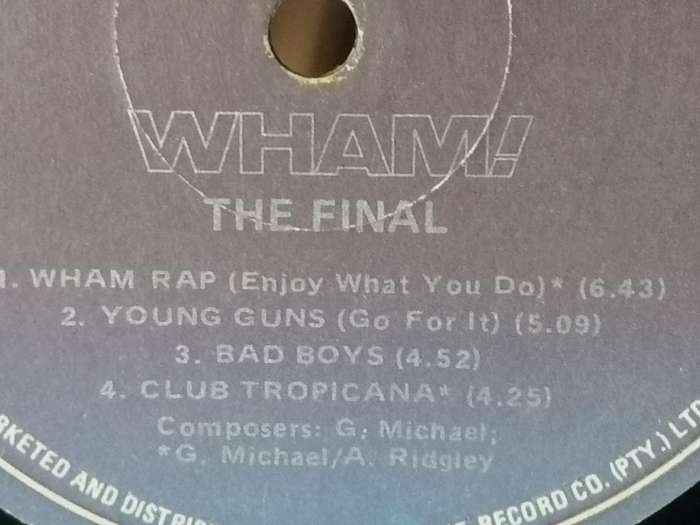 WHAM!
THE FINAL
1. WHAM RAP (Enjoy What You Do)* (6.43)
2. YOUNG GUNS (Go For It) (5.09)
3. BAD BOYS (4.52)
4. CLUB TROPICANA* (4.25)
Composers: G. Michael;
*G. Michael/A. Ridgley
AND RECORD CO. (PTY.)